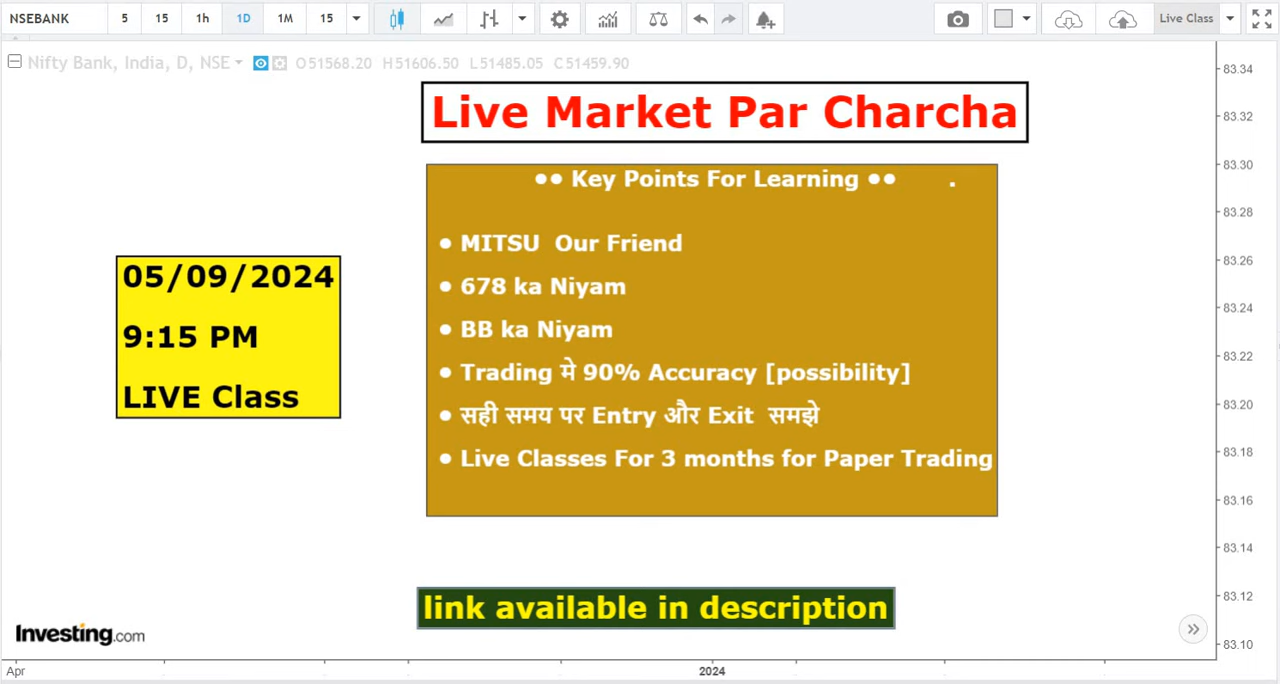 NSEBANK 5 15 1h 1D 1M 15 Live Class
Nifty Bank, India, D, NSE O51568.20 H51606.50 L51485.05 C51459.90
Live Market Par Charcha
●● Key Points For Learning ●● .
● MITSU Our Friend
● 678 ka Niyam
● BB ka Niyam
● Trading मे 90% Accuracy [possibility]
● सही समय पर Entry और Exit समझे
● Live Classes For 3 months for Paper Trading
05/09/2024
9:15 PM
LIVE Class
link available in description
Investing.com
83.34
83.32
83.30
83.28
83.26
83.24
83.22
83.20
83.18
83.16
83.14
83.12
83.10
Apr 2024